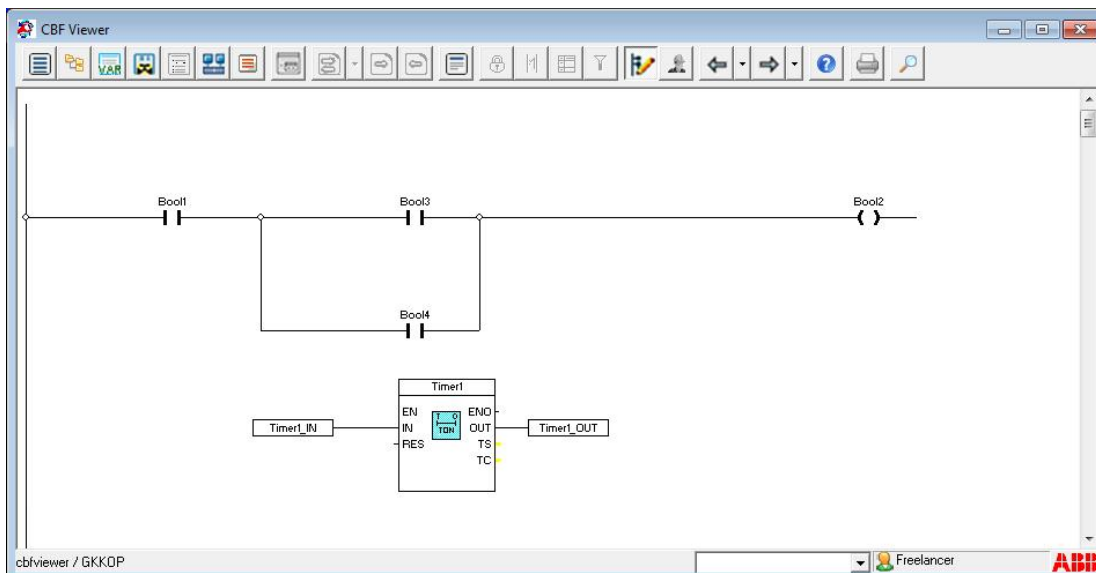 CBF Viewer
VAR
Bool1
Bool3
Bool2
Bool4
Timer1
EN
ENO
Timer1_IN
IN
T O
TON
OUT
Timer1_OUT
RES
TS
TC
cbfviewer / GKKOP
Freelancer
ABB